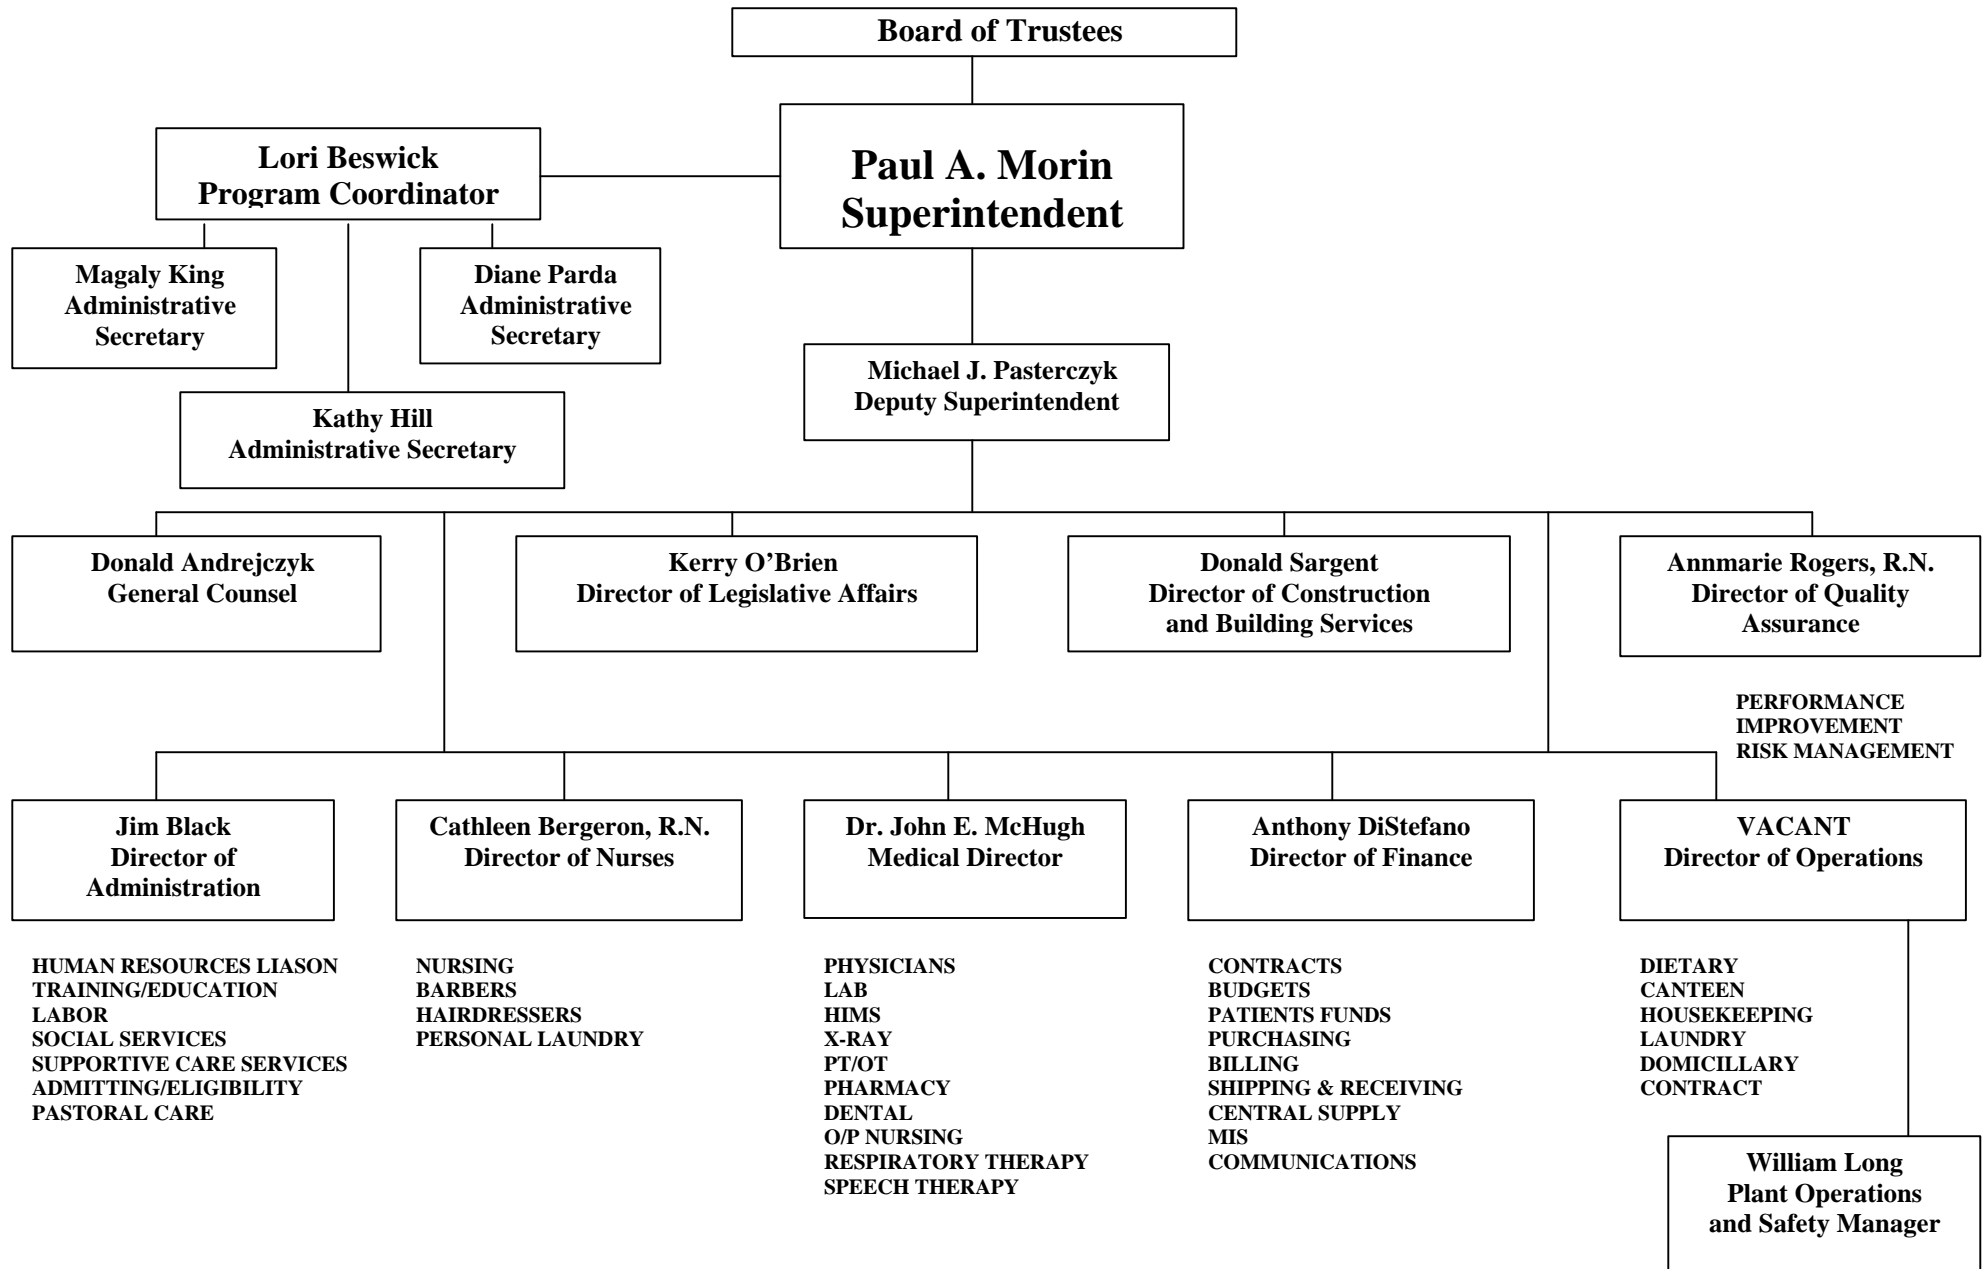 Board of Trustees
Lori Beswick
Program Coordinator
Paul A. Morin
Superintendent
Magaly King
Administrative
Secretary
Diane Parda
Administrative
Secretary
Kathy Hill
Administrative Secretary
Michael J. Pasterczyk
Deputy Superintendent
Donald Andrejczyk
General Counsel
Kerry O’Brien
Director of Legislative Affairs
Donald Sargent
Director of Construction
and Building Services
Annmarie Rogers, R.N.
Director of Quality
Assurance
PERFORMANCE
IMPROVEMENT
RISK MANAGEMENT
Jim Black
Director of
Administration
Cathleen Bergeron, R.N.
Director of Nurses
Dr. John E. McHugh
Medical Director
Anthony DiStefano
Director of Finance
VACANT
Director of Operations
HUMAN RESOURCES LIASON
TRAINING/EDUCATION
LABOR
SOCIAL SERVICES
SUPPORTIVE CARE SERVICES
ADMITTING/ELIGIBILITY
PASTORAL CARE
NURSING
BARBERS
HAIRDRESSERS
PERSONAL LAUNDRY
PHYSICIANS
LAB
HIMS
X-RAY
PT/OT
PHARMACY
DENTAL
O/P NURSING
RESPIRATORY THERAPY
SPEECH THERAPY
CONTRACTS
BUDGETS
PATIENTS FUNDS
PURCHASING
BILLING
SHIPPING & RECEIVING
CENTRAL SUPPLY
MIS
COMMUNICATIONS
DIETARY
CANTEEN
HOUSEKEEPING
LAUNDRY
DOMICILLARY
CONTRACT
William Long
Plant Operations
and Safety Manager